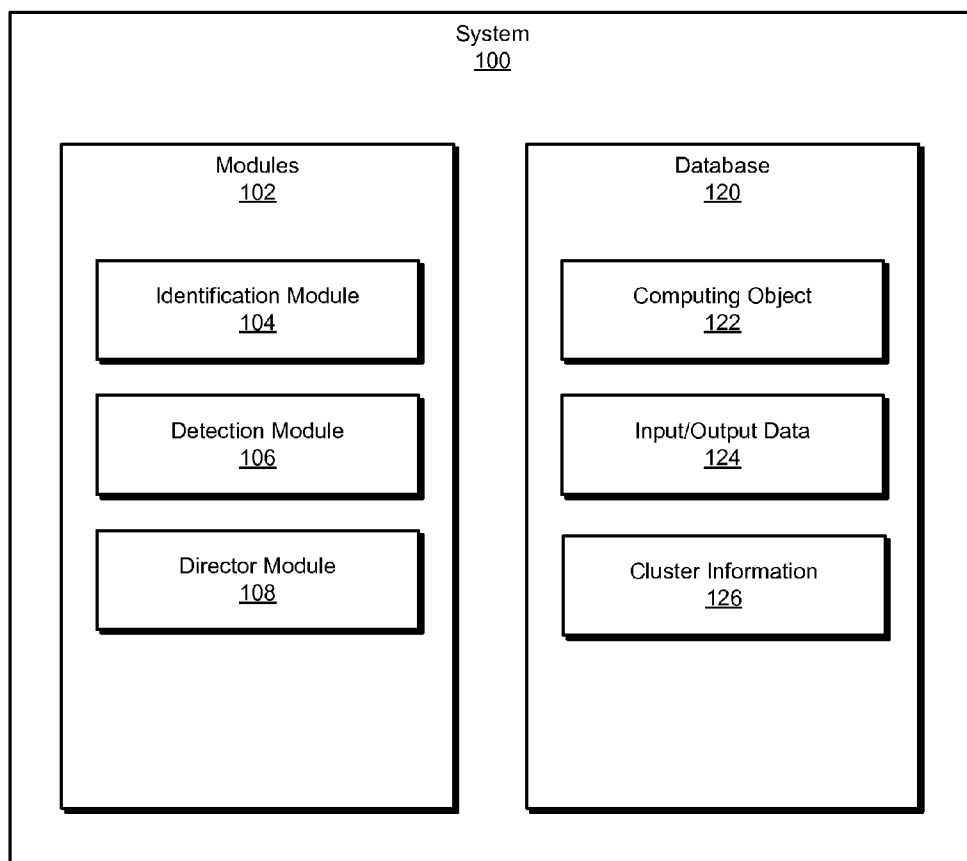 System
100
Modules
102
Identification Module
104
Detection Module
106
Director Module
108
Database
120
Computing Object
122
Input/Output Data
124
Cluster Information
126